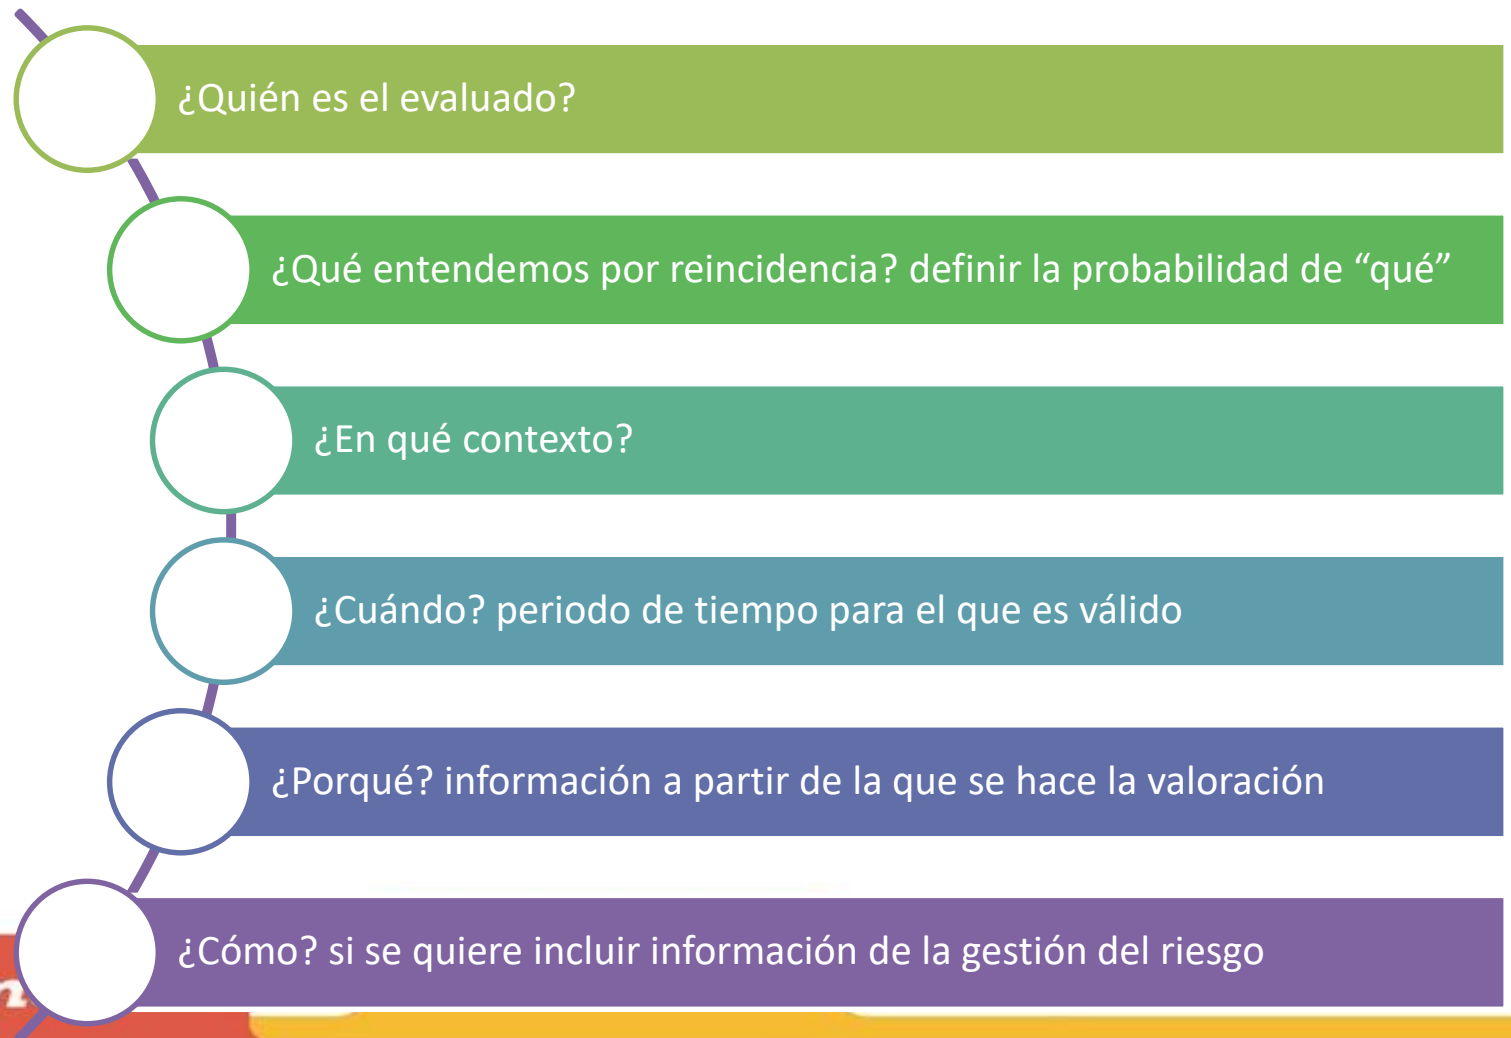 ¿Quién es el evaluado?
¿Qué entendemos por reincidencia? definir la probabilidad de “qué”
¿En qué contexto?
¿Cuándo? periodo de tiempo para el que es válido
¿Porqué? información a partir de la que se hace la valoración
¿Cómo? si se quiere incluir información de la gestión del riesgo